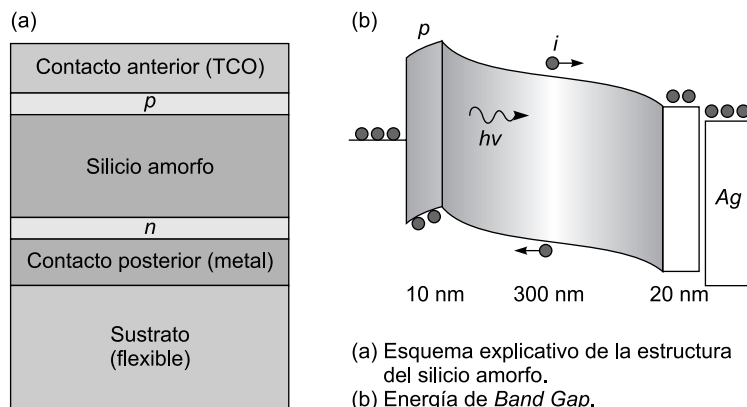 (a)
Contacto anterior (TCO)
p
Silicio amorfo
n
Contacto posterior (metal)
Sustrato
(flexible)
(b)
p
i
hv
Ag
10 nm
300 nm
20 nm
(a) Esquema explicativo de la estructura
del silicio amorfo.
(b) Energía de Band Gap.